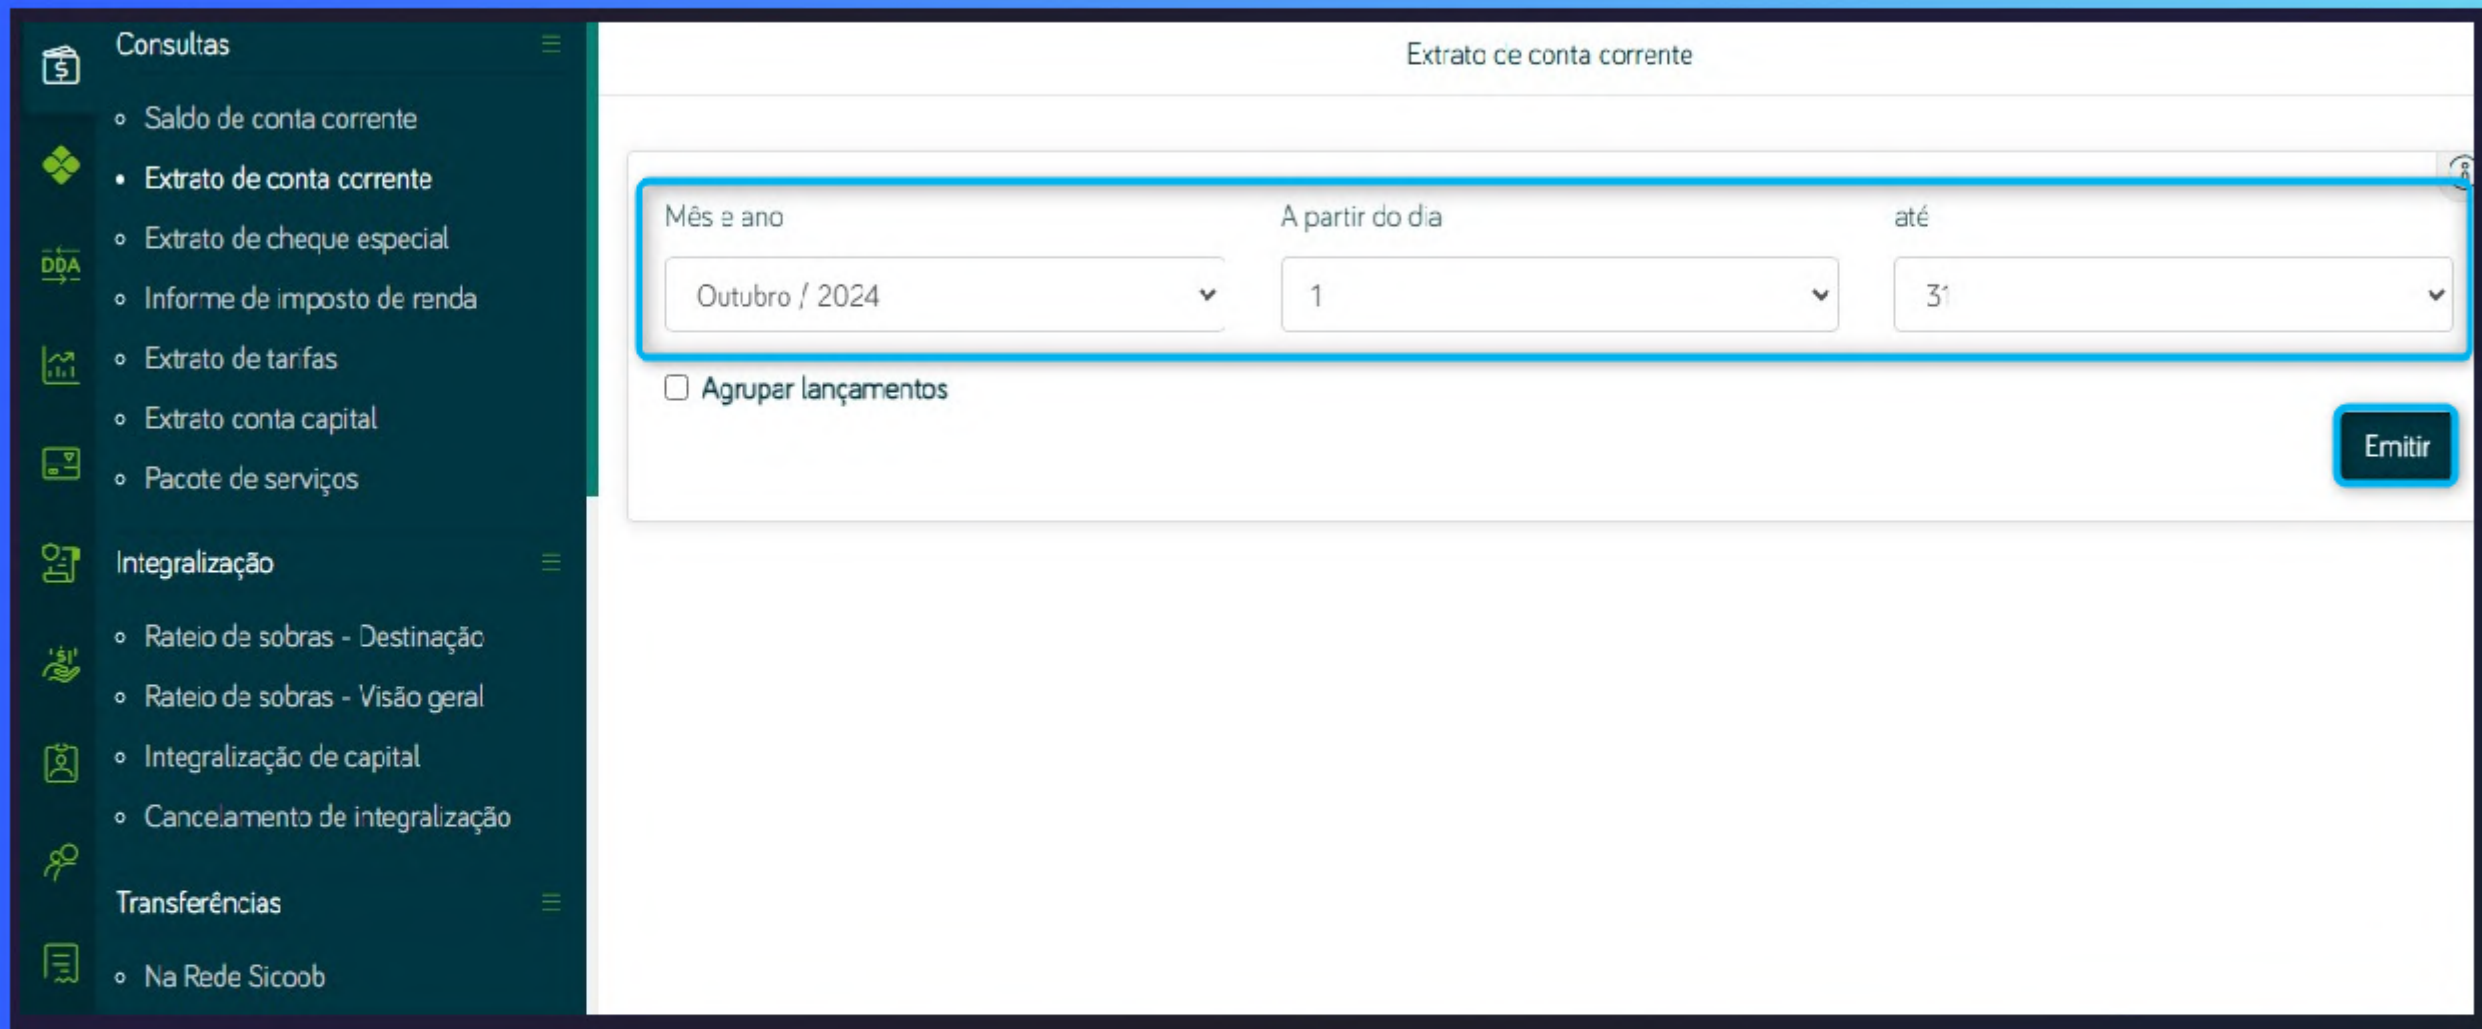 Consultas
Saldo de conta corrente
Extrato de conta corrente
Extrato de cheque especial
DDA
Informe de imposto de renda
Extrato de tarifas
Extrato conta capital
Pacote de serviços
Integralização
Rateio de sobras - Destinação
Rateio de sobras - Visão geral
Integralização de capital
Cancelamento de integralização
Transferências
Na Rede Sicoob
Extrato de conta corrente
Mês e ano
A partir do dia
até
Outubro / 2024
1
31
Agrupar lançamentos
Emitir